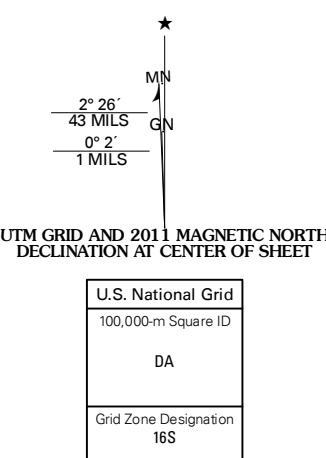 ★
MN
2° 26´
43 MILS
GN
0° 2´
1 MILS
UTM GRID AND 2011 MAGNETIC NORTH
DECLINATION AT CENTER OF SHEET
U.S. National Grid
100,000-m Square ID
DA
Grid Zone Designation
16S